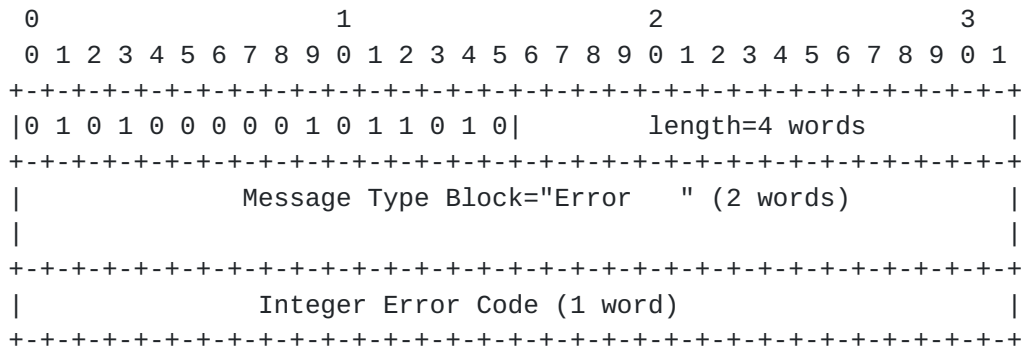 0                   1                   2                   3
 0 1 2 3 4 5 6 7 8 9 0 1 2 3 4 5 6 7 8 9 0 1 2 3 4 5 6 7 8 9 0 1
+-+-+-+-+-+-+-+-+-+-+-+-+-+-+-+-+-+-+-+-+-+-+-+-+-+-+-+-+-+-+-+-+
|0 1 0 1 0 0 0 0 0 1 0 1 1 0 1 0|        length=4 words         |
+-+-+-+-+-+-+-+-+-+-+-+-+-+-+-+-+-+-+-+-+-+-+-+-+-+-+-+-+-+-+-+-+
|              Message Type Block="Error   " (2 words)          |
|                                                               |
+-+-+-+-+-+-+-+-+-+-+-+-+-+-+-+-+-+-+-+-+-+-+-+-+-+-+-+-+-+-+-+-+
|               Integer Error Code (1 word)                     |
+-+-+-+-+-+-+-+-+-+-+-+-+-+-+-+-+-+-+-+-+-+-+-+-+-+-+-+-+-+-+-+-+